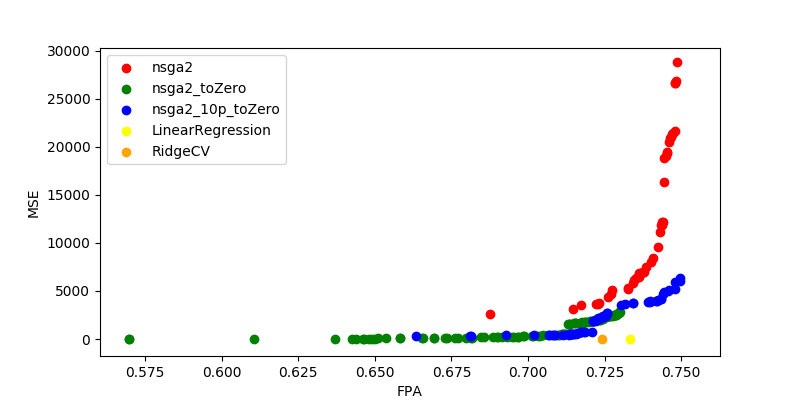 30000
25000
20000
15000
10000
5000
0
MSE
nsga2
nsga2_toZero
nsga2_10p_toZero
LinearRegression
RidgeCV
0.575 0.600 0.625 0.650 0.675 0.700 0.725 0.750
FPA